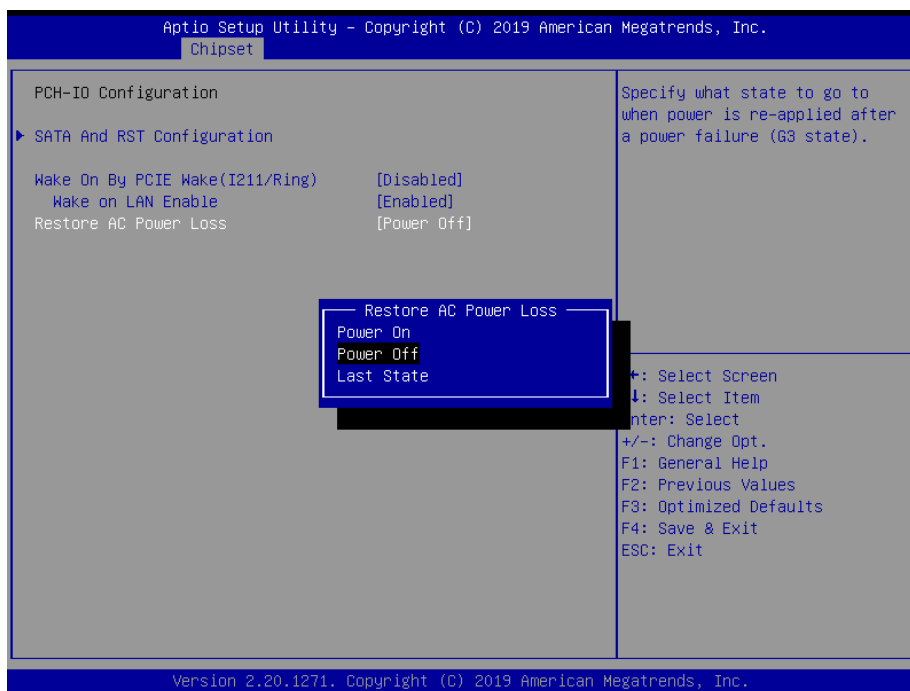 Aptio Setup Utility – Copyright (C) 2019 American Megatrends, Inc.
Chipset
PCH-IO Configuration
SATA And RST Configuration
Wake On By PCIE Wake(I211/Ring) [Disabled]
Wake on LAN Enable [Enabled]
Restore AC Power Loss [Power Off]
Restore AC Power Loss
Power On
Power Off
Last State
Specify what state to go to
when power is re-applied after
a power failure (G3 state).
: Select Screen
: Select Item
nter: Select
+/-: Change Opt.
F1: General Help
F2: Previous Values
F3: Optimized Defaults
F4: Save & Exit
ESC: Exit
Version 2.20.1271. Copyright (C) 2019 American Megatrends, Inc.